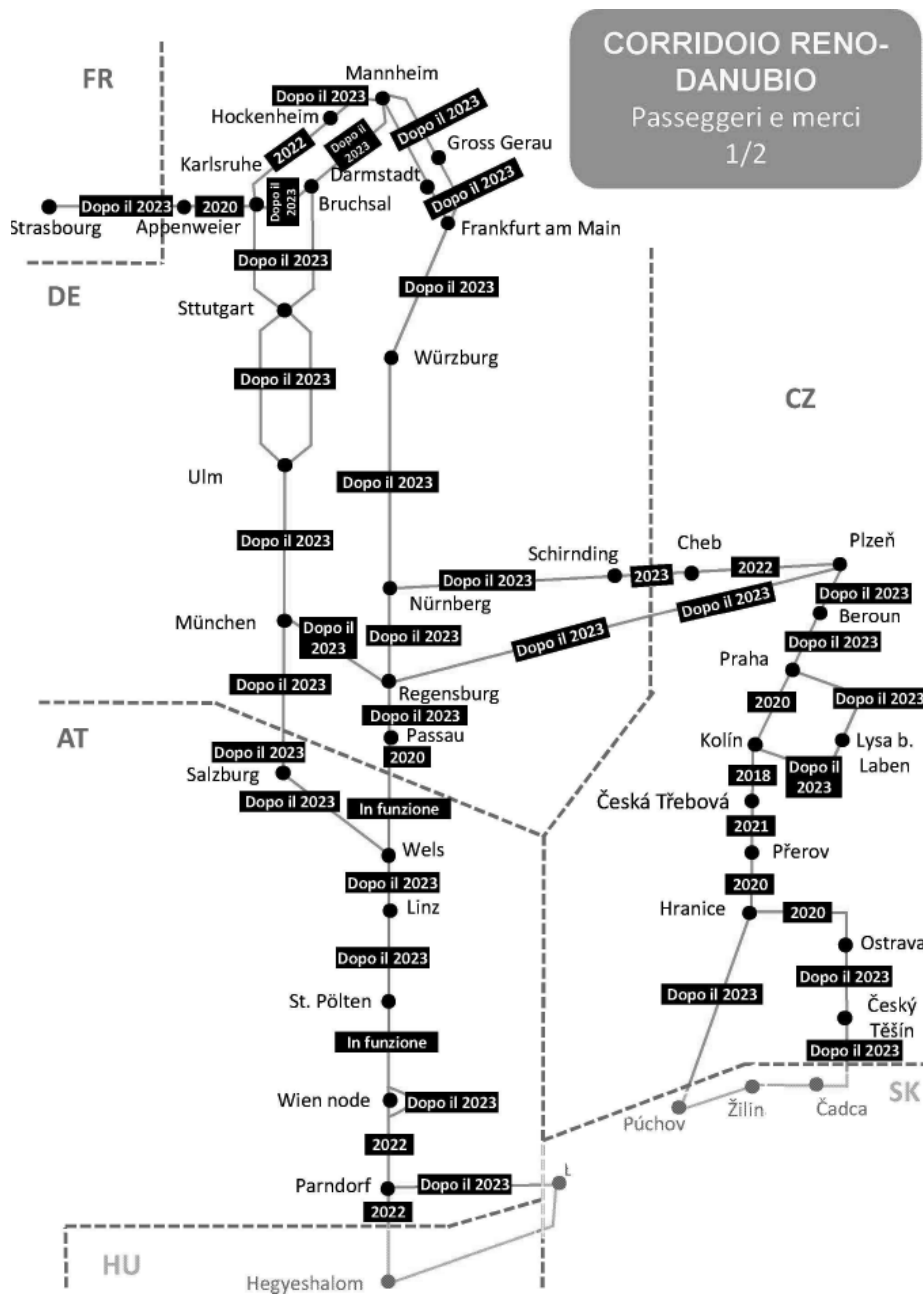 CORRIDOIO RENO-
DANUBIO
Passeggeri e merci
1/2
FR
Mannheim
Dopo il 2023
Hockenheim
Dopo il 2023
2022
Dopo il
2023
Gross Gerau
Karlsruhe
Darmstadt
Dopo il 2023
Dopo il
2023
Bruchsal
Dopo il 2023
2020
Strasbourg
Appenweier
Frankfurt am Main
Dopo il 2023
DE
Dopo il 2023
Sttutgart
Würzburg
Dopo il 2023
CZ
Ulm
Dopo il 2023
Dopo il 2023
Schirnding
Cheb
Plzeň
Dopo il 2023
2023
2022
Nürnberg
Dopo il 2023
Dopo il 2023
Beroun
München
Dopo il
2023
Dopo il 2023
Dopo il 2023
Dopo il 2023
Praha
Dopo il 2023
Regensburg
2020
Dopo il 2023
Dopo il 2023
Passau
AT
Kolín
Lysa b.
Laben
Dopo il 2023
2020
Dopo il
2023
Salzburg
2018
Dopo il 2023
In funzione
Česká Třebová
2021
Wels
Přerov
Dopo il 2023
2020
Linz
Hranice
2020
Ostrava
Dopo il 2023
Dopo il 2023
Dopo il 2023
St. Pölten
Český
Těšín
In funzione
Dopo il 2023
SK
Wien node
Dopo il 2023
Púchov
Žilin
Čadca
2022
Parndorf
Dopo il 2023
2022
HU
Hegyeshalom